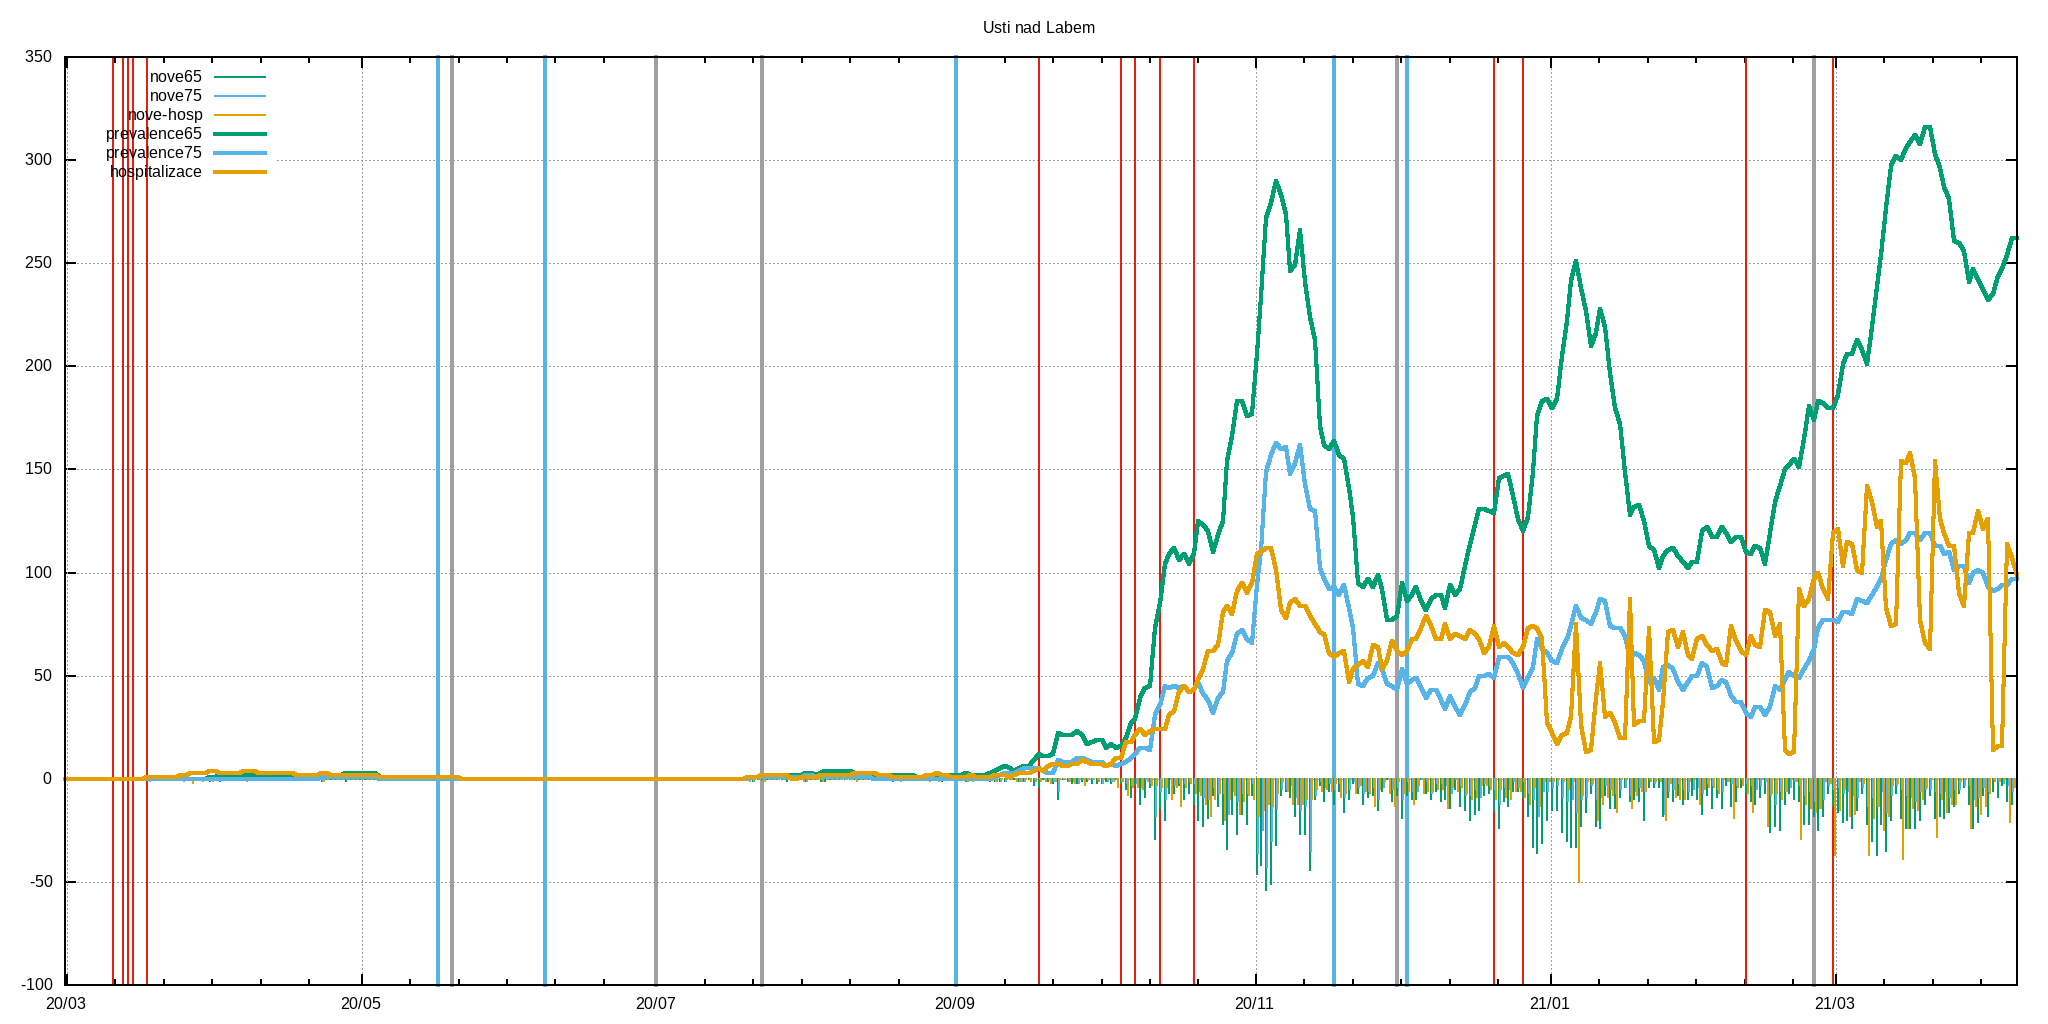 Usti nad Labem
350
300
250
200
150
100
50
0
-50
-100
nove65
nove75
nove-hosp
prevalence65
prevalence75
hospitalizace
20/03 20/05 20/07 20/09 20/11 21/01 21/03